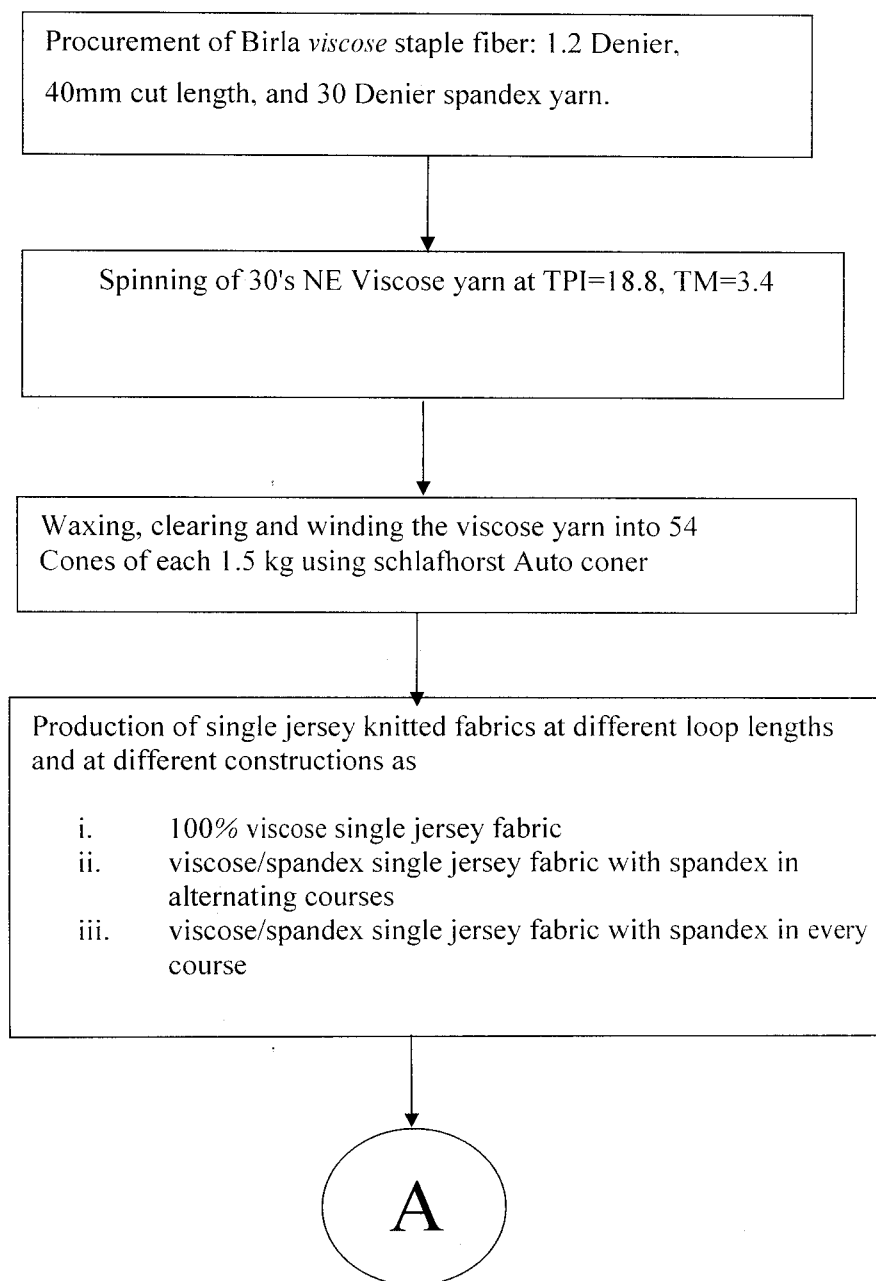 Procurement of Birla viscose staple fiber: 1.2 Denier,
40mm cut length, and 30 Denier spandex yarn.
Spinning of 30's NE Viscose yarn at TPI=18.8, TM=3.4
Waxing, clearing and winding the viscose yarn into 54
Cones of each 1.5 kg using schlafhorst Auto coner
Production of single jersey knitted fabrics at different loop lengths
and at different constructions as
i. 100% viscose single jersey fabric
ii. viscose/spandex single jersey fabric with spandex in
alternating courses
iii. viscose/spandex single jersey fabric with spandex in every
course
A